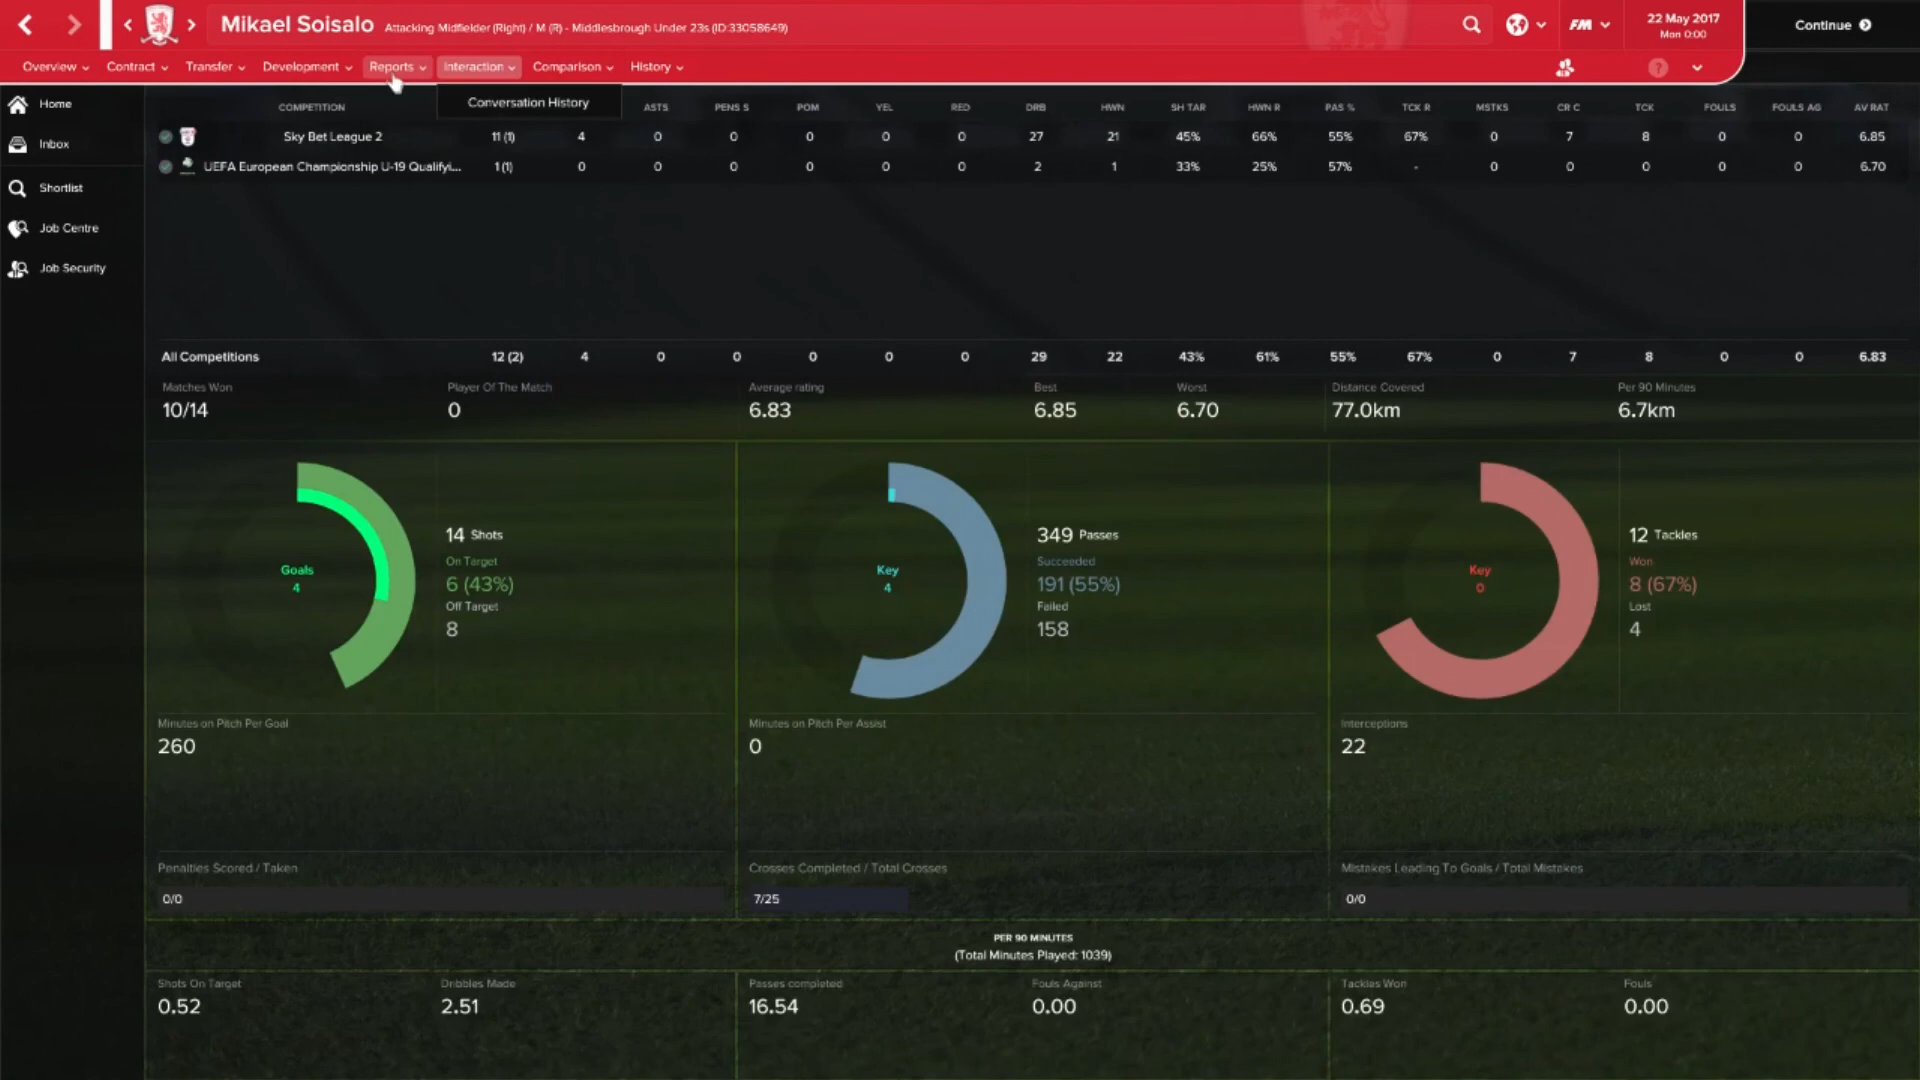 Mikael Soisalo Attacking Midfielder (Right) / M (R) - Middlesbrough Under 23s (ID:33058649)
FM
22 May 2017
Mon 0:00
Continue
Overview Contract Transfer Development Reports Interaction Comparison History
?
Home
Inbox
Shortlist
Job Centre
Job Security
Conversation History
COMPETITION ASTS PENS S POM YEL RED DRB HWN SH TAR HWN R PAS % TCK R MSTKS CR C TCK FOULS FOULS AG AV RAT
Sky Bet League 2 11 (1) 4 0 0 0 0 0 27 21 45% 66% 55% 67% 0 7 8 0 0 6.85
UEFA European Championship U-19 Qualifyi... 1 (1) 0 0 0 0 0 0 2 1 33% 25% 57% - 0 0 0 0 0 6.70
All Competitions 12 (2) 4 0 0 0 0 0 29 22 43% 61% 55% 67% 0 7 8 0 0 6.83
Matches Won Player Of The Match Average rating Best Worst Distance Covered Per 90 Minutes
10/14 0 6.83 6.85 6.70 77.0km 6.7km
Goals
4
14 Shots
On Target
6 (43%)
Off Target
8
Key
4
349 Passes
Succeeded
191 (55%)
Failed
158
Key
0
12 Tackles
Won
8 (67%)
Lost
4
Minutes on Pitch Per Goal
260
Minutes on Pitch Per Assist
0
Interceptions
22
Penalties Scored / Taken
0/0
Crosses Completed / Total Crosses
7/25
Mistakes Leading To Goals / Total Mistakes
0/0
PER 90 MINUTES
(Total Minutes Played: 1039)
Shots On Target Dribbles Made Passes completed Fouls Against Tackles Won Fouls
0.52 2.51 16.54 0.00 0.69 0.00